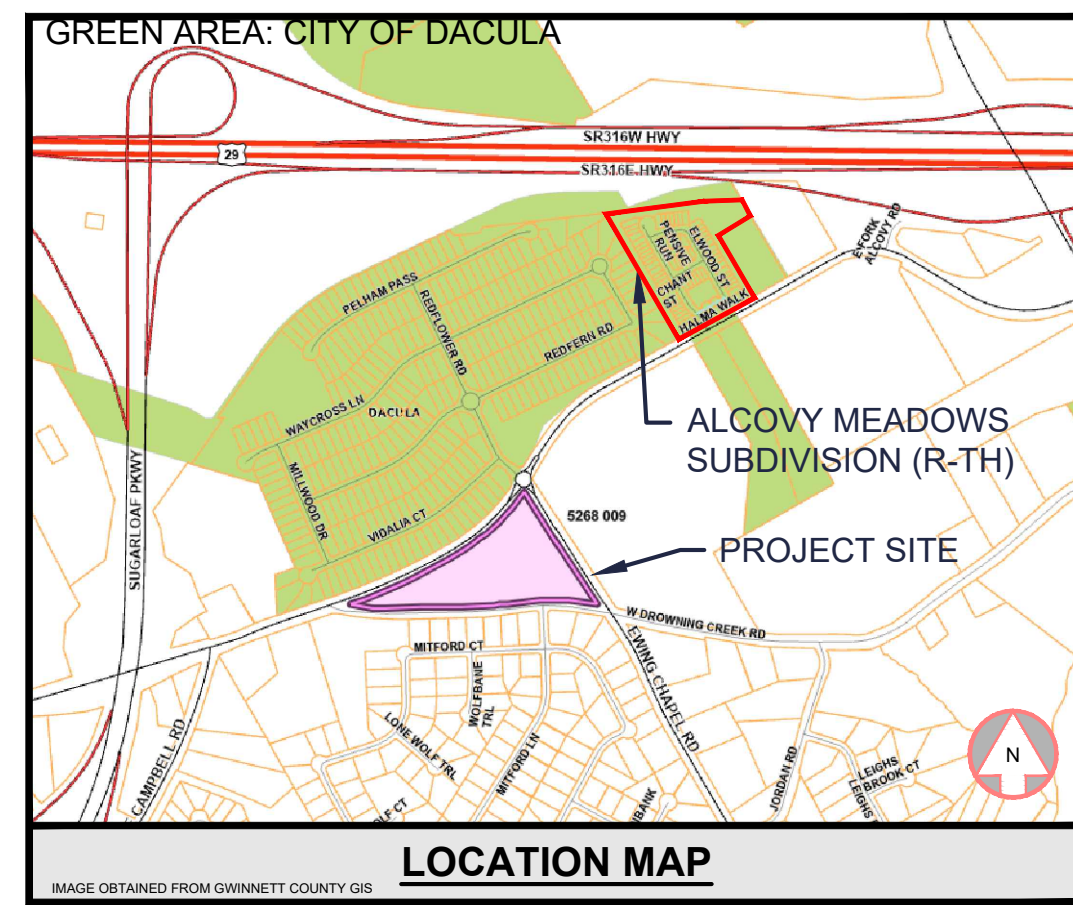 GREEN AREA: CITY OF DACULA
SR316W HWY
29
SR316E HWY
E FORK
ALCOVY RD
PENSIVE
RUN
ELWOOD ST
CHANT
ST
HALMA WALK
PELHAM PASS
REDFLOWER RD
REDFERN RD
WAYCROSS LN
DACULA
ALCOVY MEADOWS
SUBDIVISION (R-TH)
MILLWOOD DR
VIDALIA CT
SUGARLOAF PKWY
5268 009
PROJECT SITE
W DROWNING CREEK RD
EWING CHAPEL RD
MITFORD CT
WOLFBANE
TRL
LONE WOLF TRL
MITFORD LN
CAMPBELL RD
JORDAN RD
LEIGHS
BROOK CT
LEIGHS
N
LOCATION MAP
IMAGE OBTAINED FROM GWINNETT COUNTY GIS